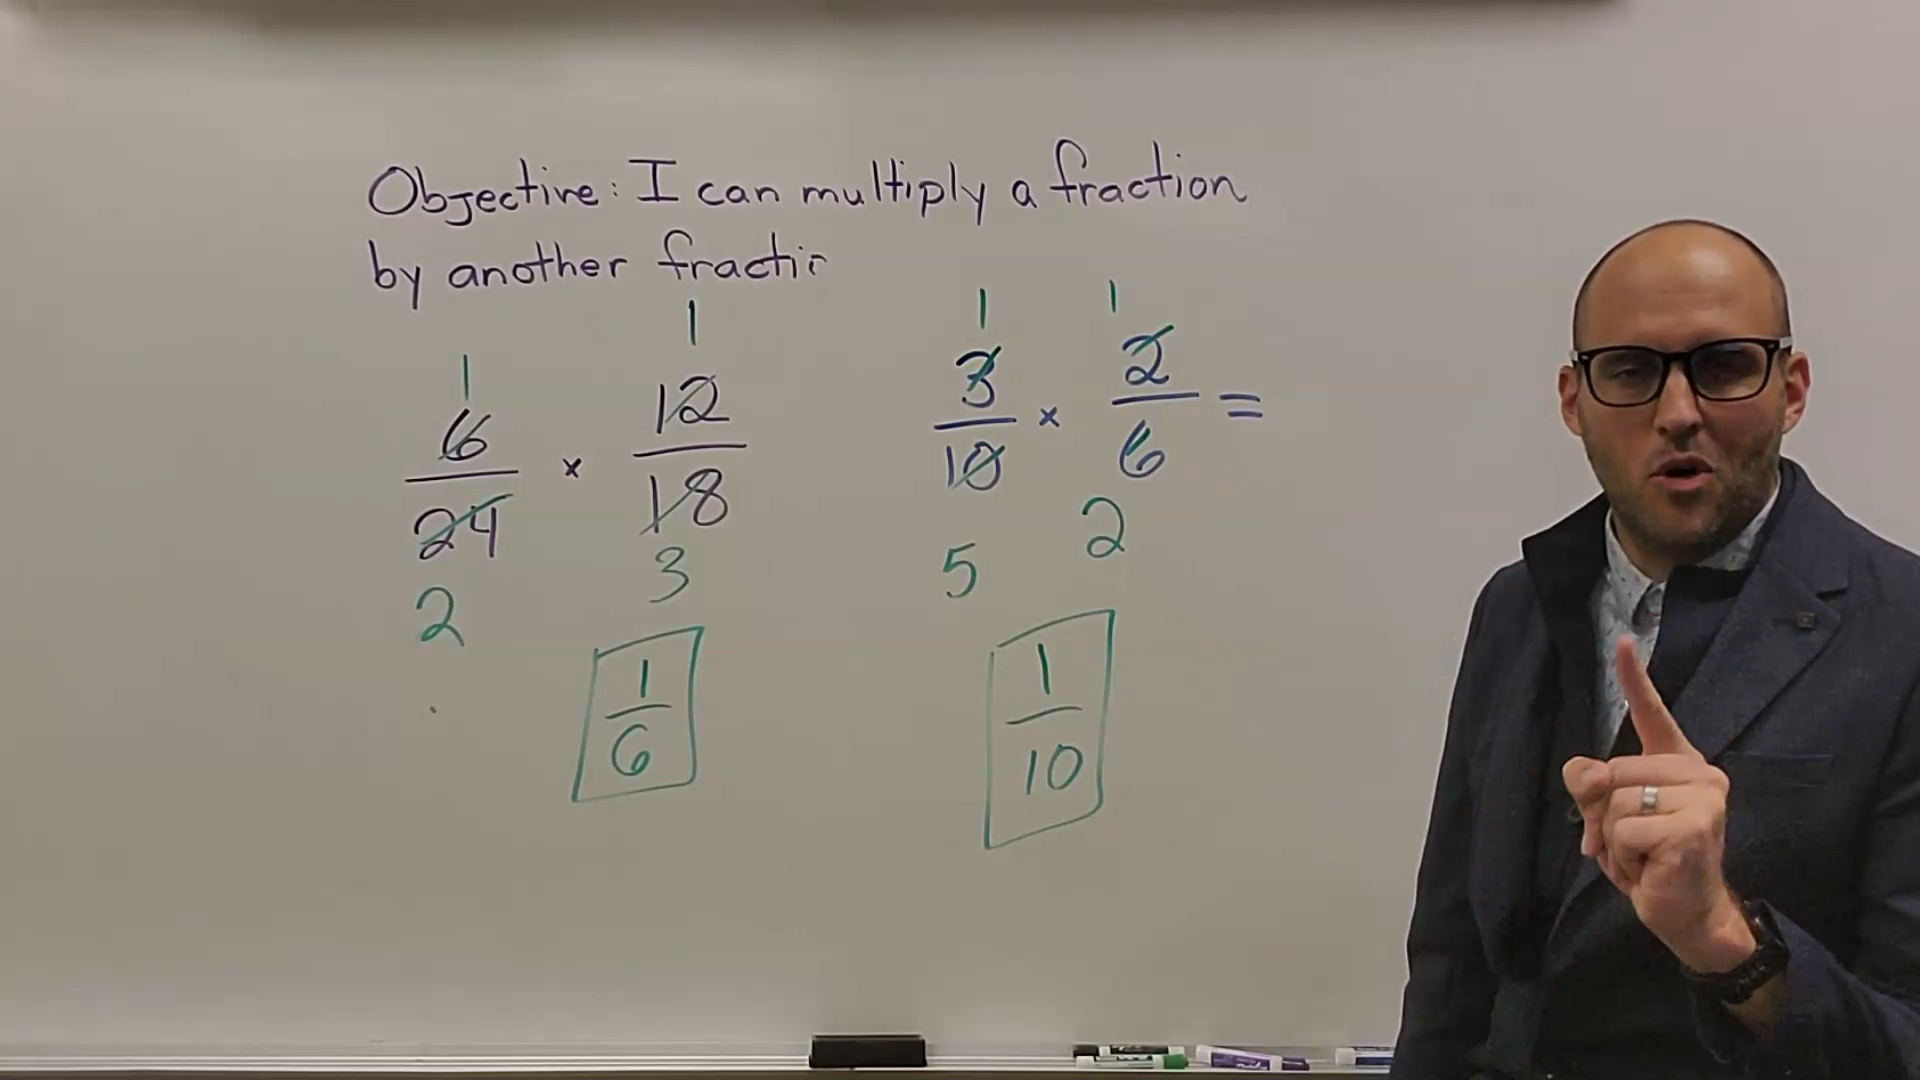 Objective: I can multiply a fraction
by another fractio
1 1
6/24 × 12/18
2 3
1/6
1 1
3/10 × 2/6 =
5 2
1/10